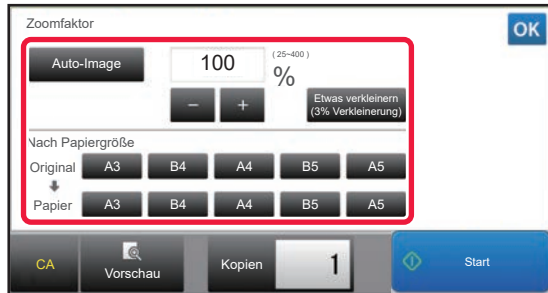 Zoomfaktor
OK
Auto-Image
100
(25~400)
%
−
+
Etwas verkleinern
(3% Verkleinerung)
Nach Papiergröße
Original
A3
B4
A4
B5
A5
Papier
A3
B4
A4
B5
A5
CA
Vorschau
Kopien
1
Start